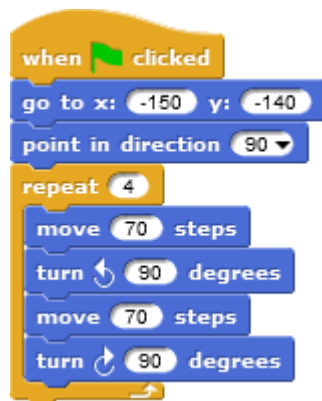 when clicked
go to x: -150 y: -140
point in direction 90
repeat 4
move 70 steps
turn 90 degrees
move 70 steps
turn 90 degrees